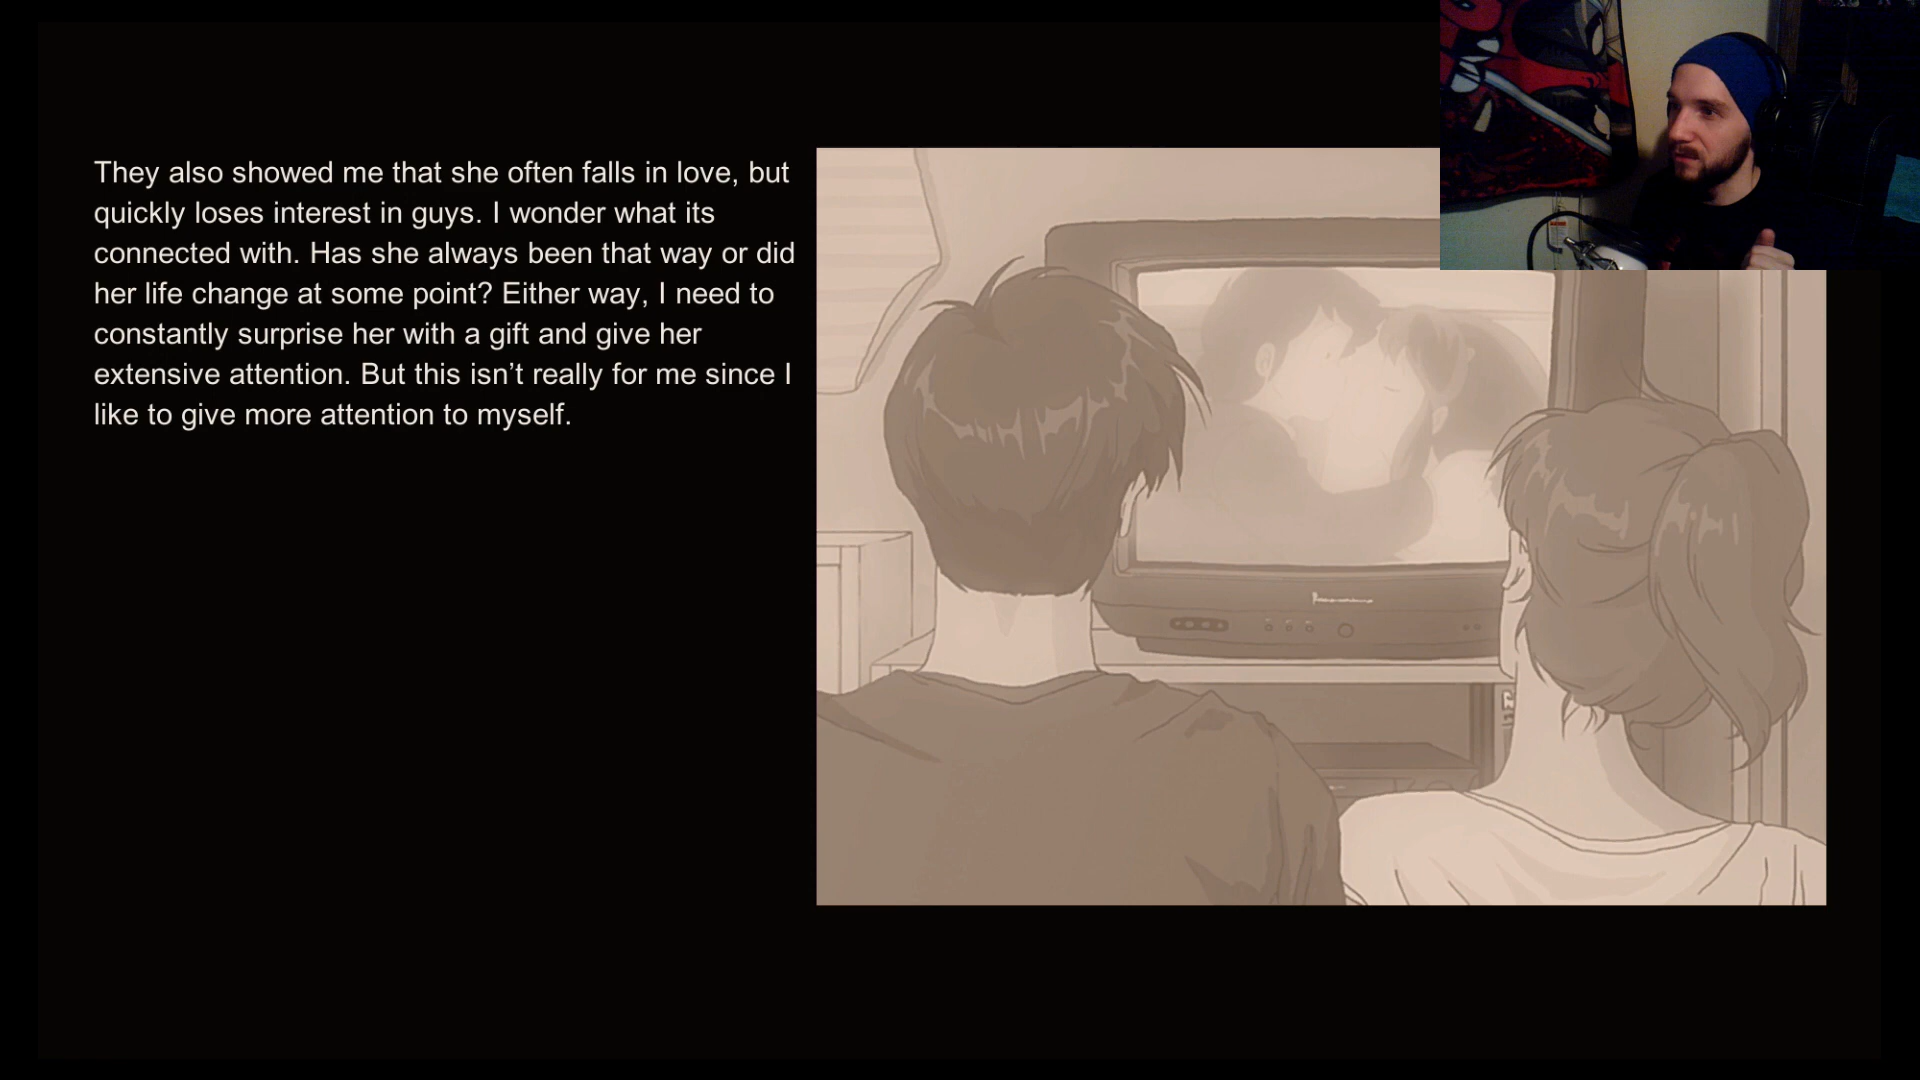 They also showed me that she often falls in love, but
quickly loses interest in guys. I wonder what its
connected with. Has she always been that way or did
her life change at some point? Either way, I need to
constantly surprise her with a gift and give her
extensive attention. But this isn’t really for me since I
like to give more attention to myself.